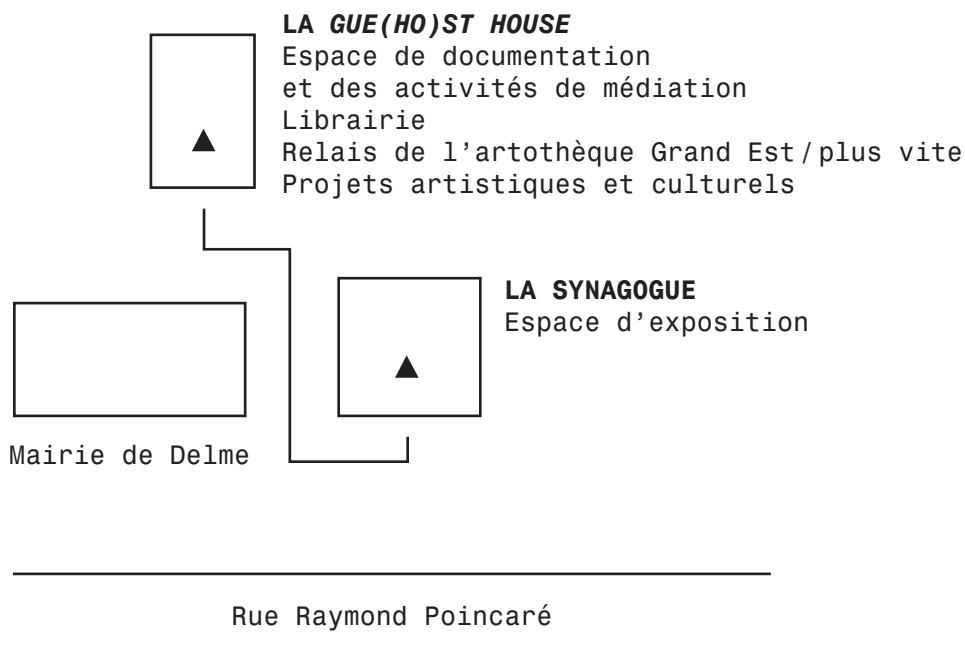 LA GUE(HO)ST HOUSE
Espace de documentation
et des activités de médiation
Librairie
Relais de l’artothèque Grand Est / plus vite
Projets artistiques et culturels
LA SYNAGOGUE
Espace d’exposition
Mairie de Delme
Rue Raymond Poincaré